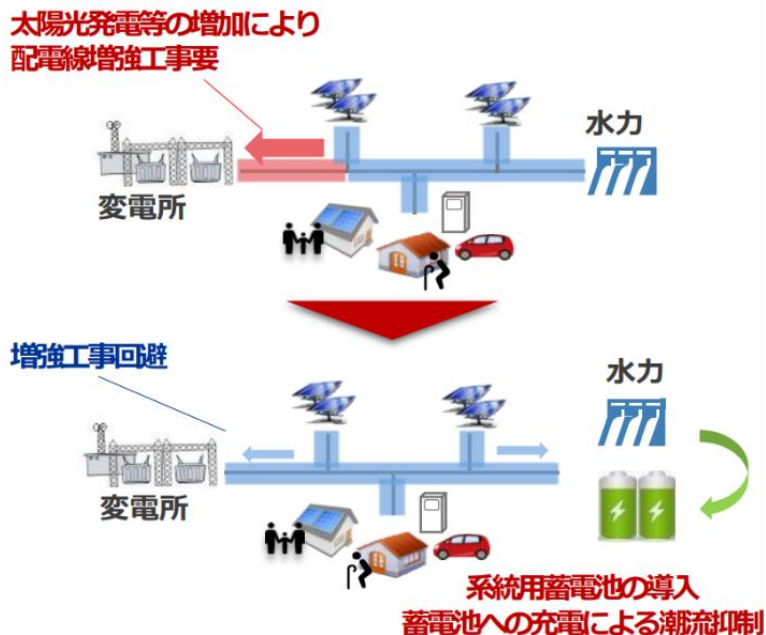 太陽光発電等の増加により
配電線増強工事要
水力
変電所
増強工事回避
水力
変電所
系統用蓄電池の導入
蓄電池への充電による潮流抑制